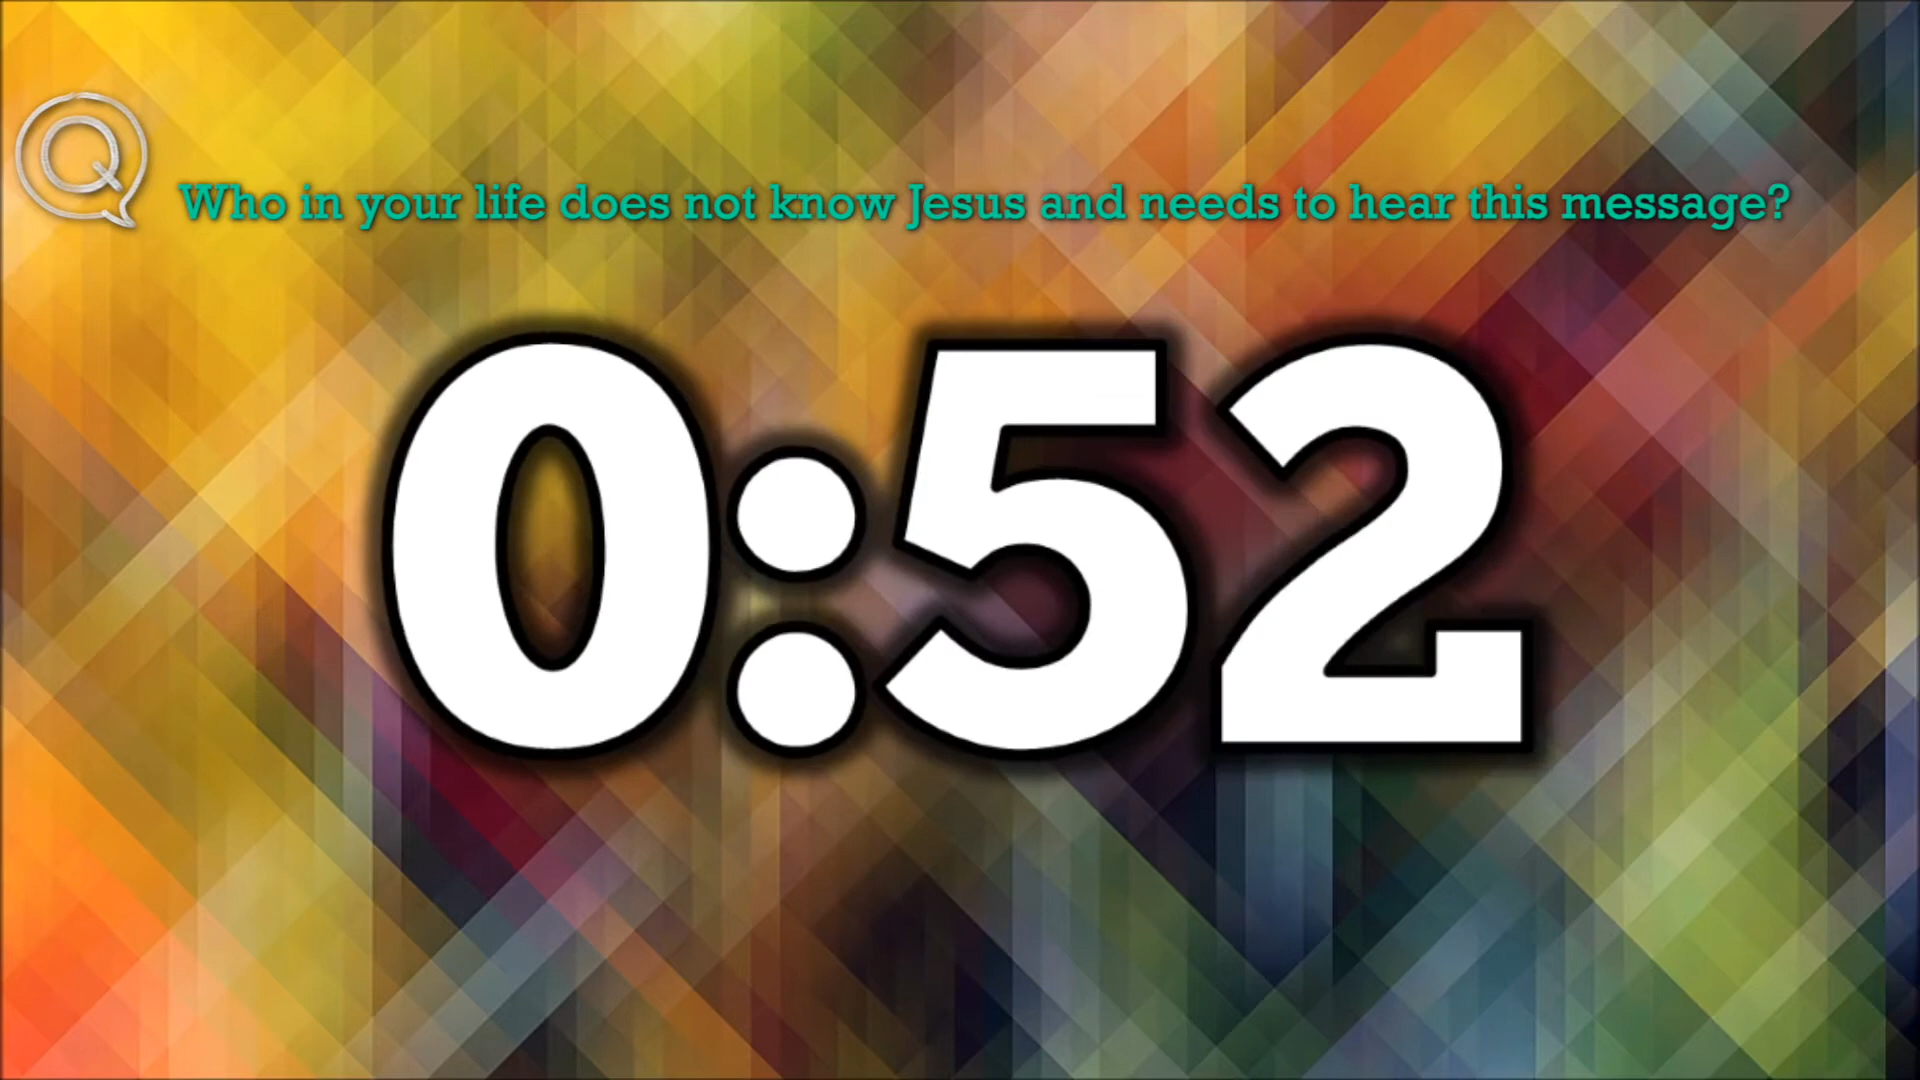 Q
Who in your life does not know Jesus and needs to hear this message?
0:52